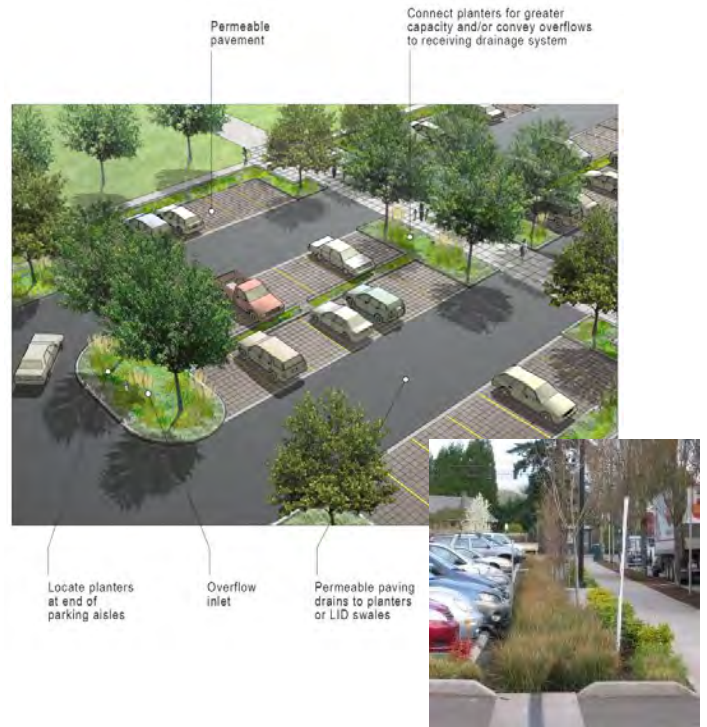 Permeable
pavement
Connect planters for greater
capacity and/or convey overflows
to receiving drainage system
Locate planters
at end of
parking aisles
Overflow
inlet
Permeable paving
drains to planters
or LID swales